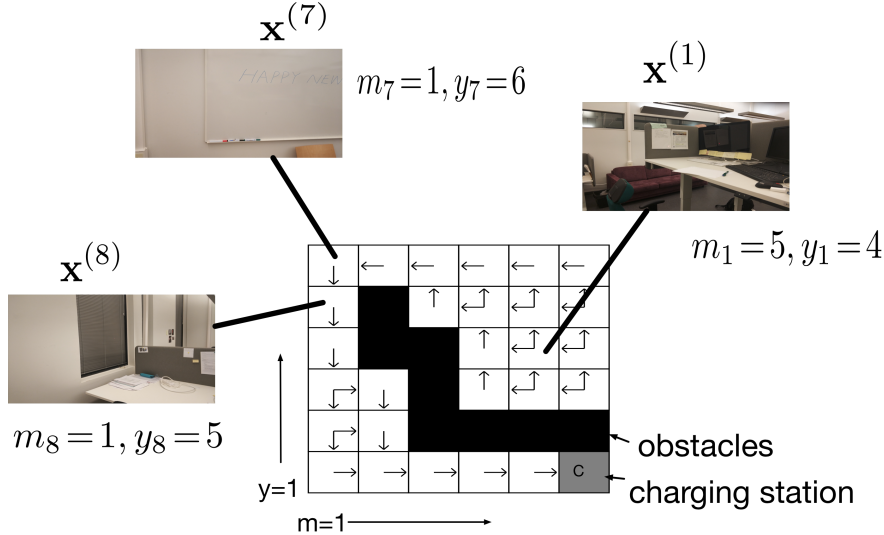 x^(7)
HAPPY NEW
m₇=1, y₇=6
x^(1)
m₁=5, y₁=4
x^(8)
m₈=1, y₈=5
obstacles
C
charging station
y=1
m=1